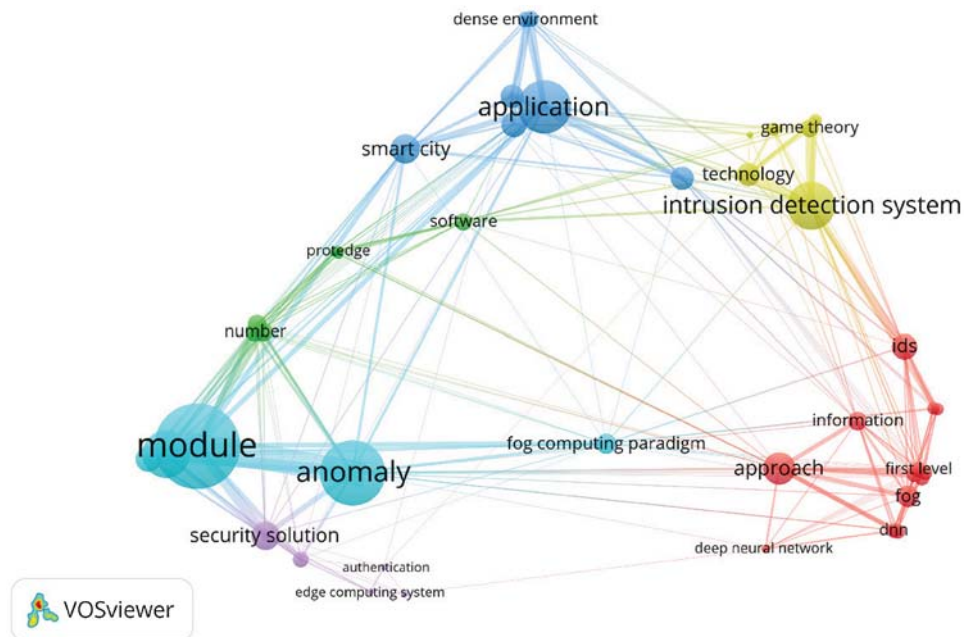 dense environment
application
game theory
smart city
technology
intrusion detection system
software
protedge
number
ids
information
module
fog computing paradigm
anomaly
approach
first level
fog
security solution
dnn
deep neural network
authentication
edge computing system
VOSviewer